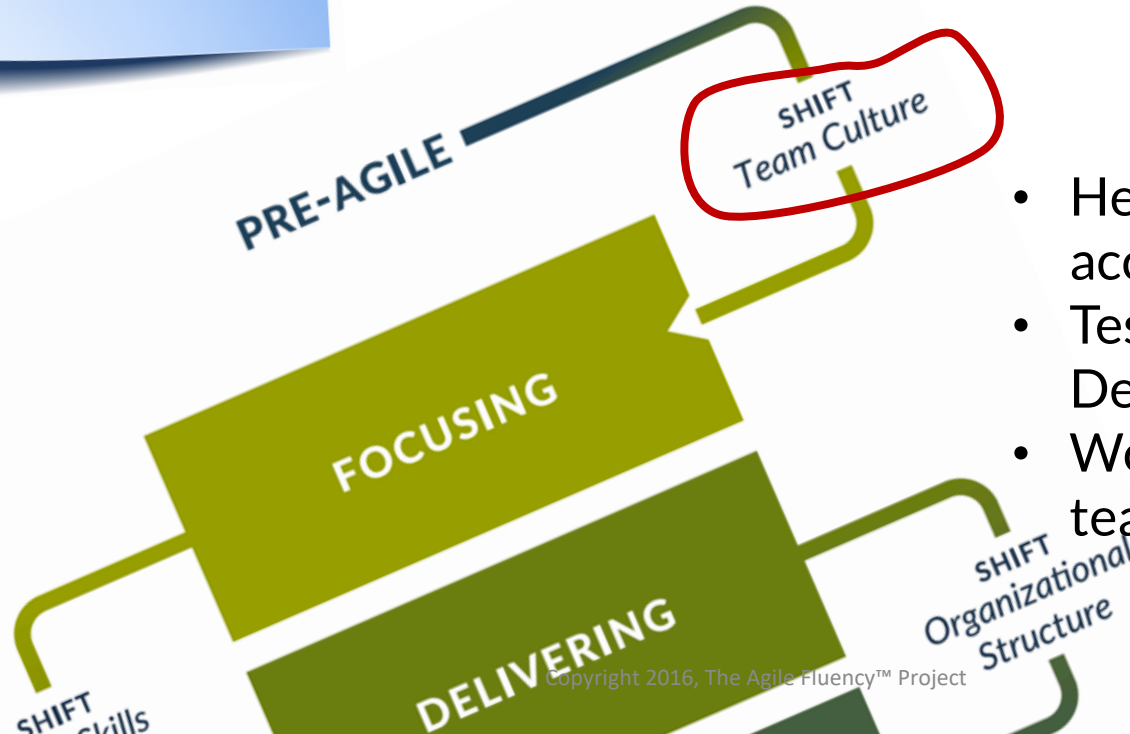 PRE-AGILE
SHIFT
Team Culture
FOCUSING
DELIVERING
SHIFT
Organizational
Structure
SHIFT
Copyright 2016, The Agile Fluency™ Project